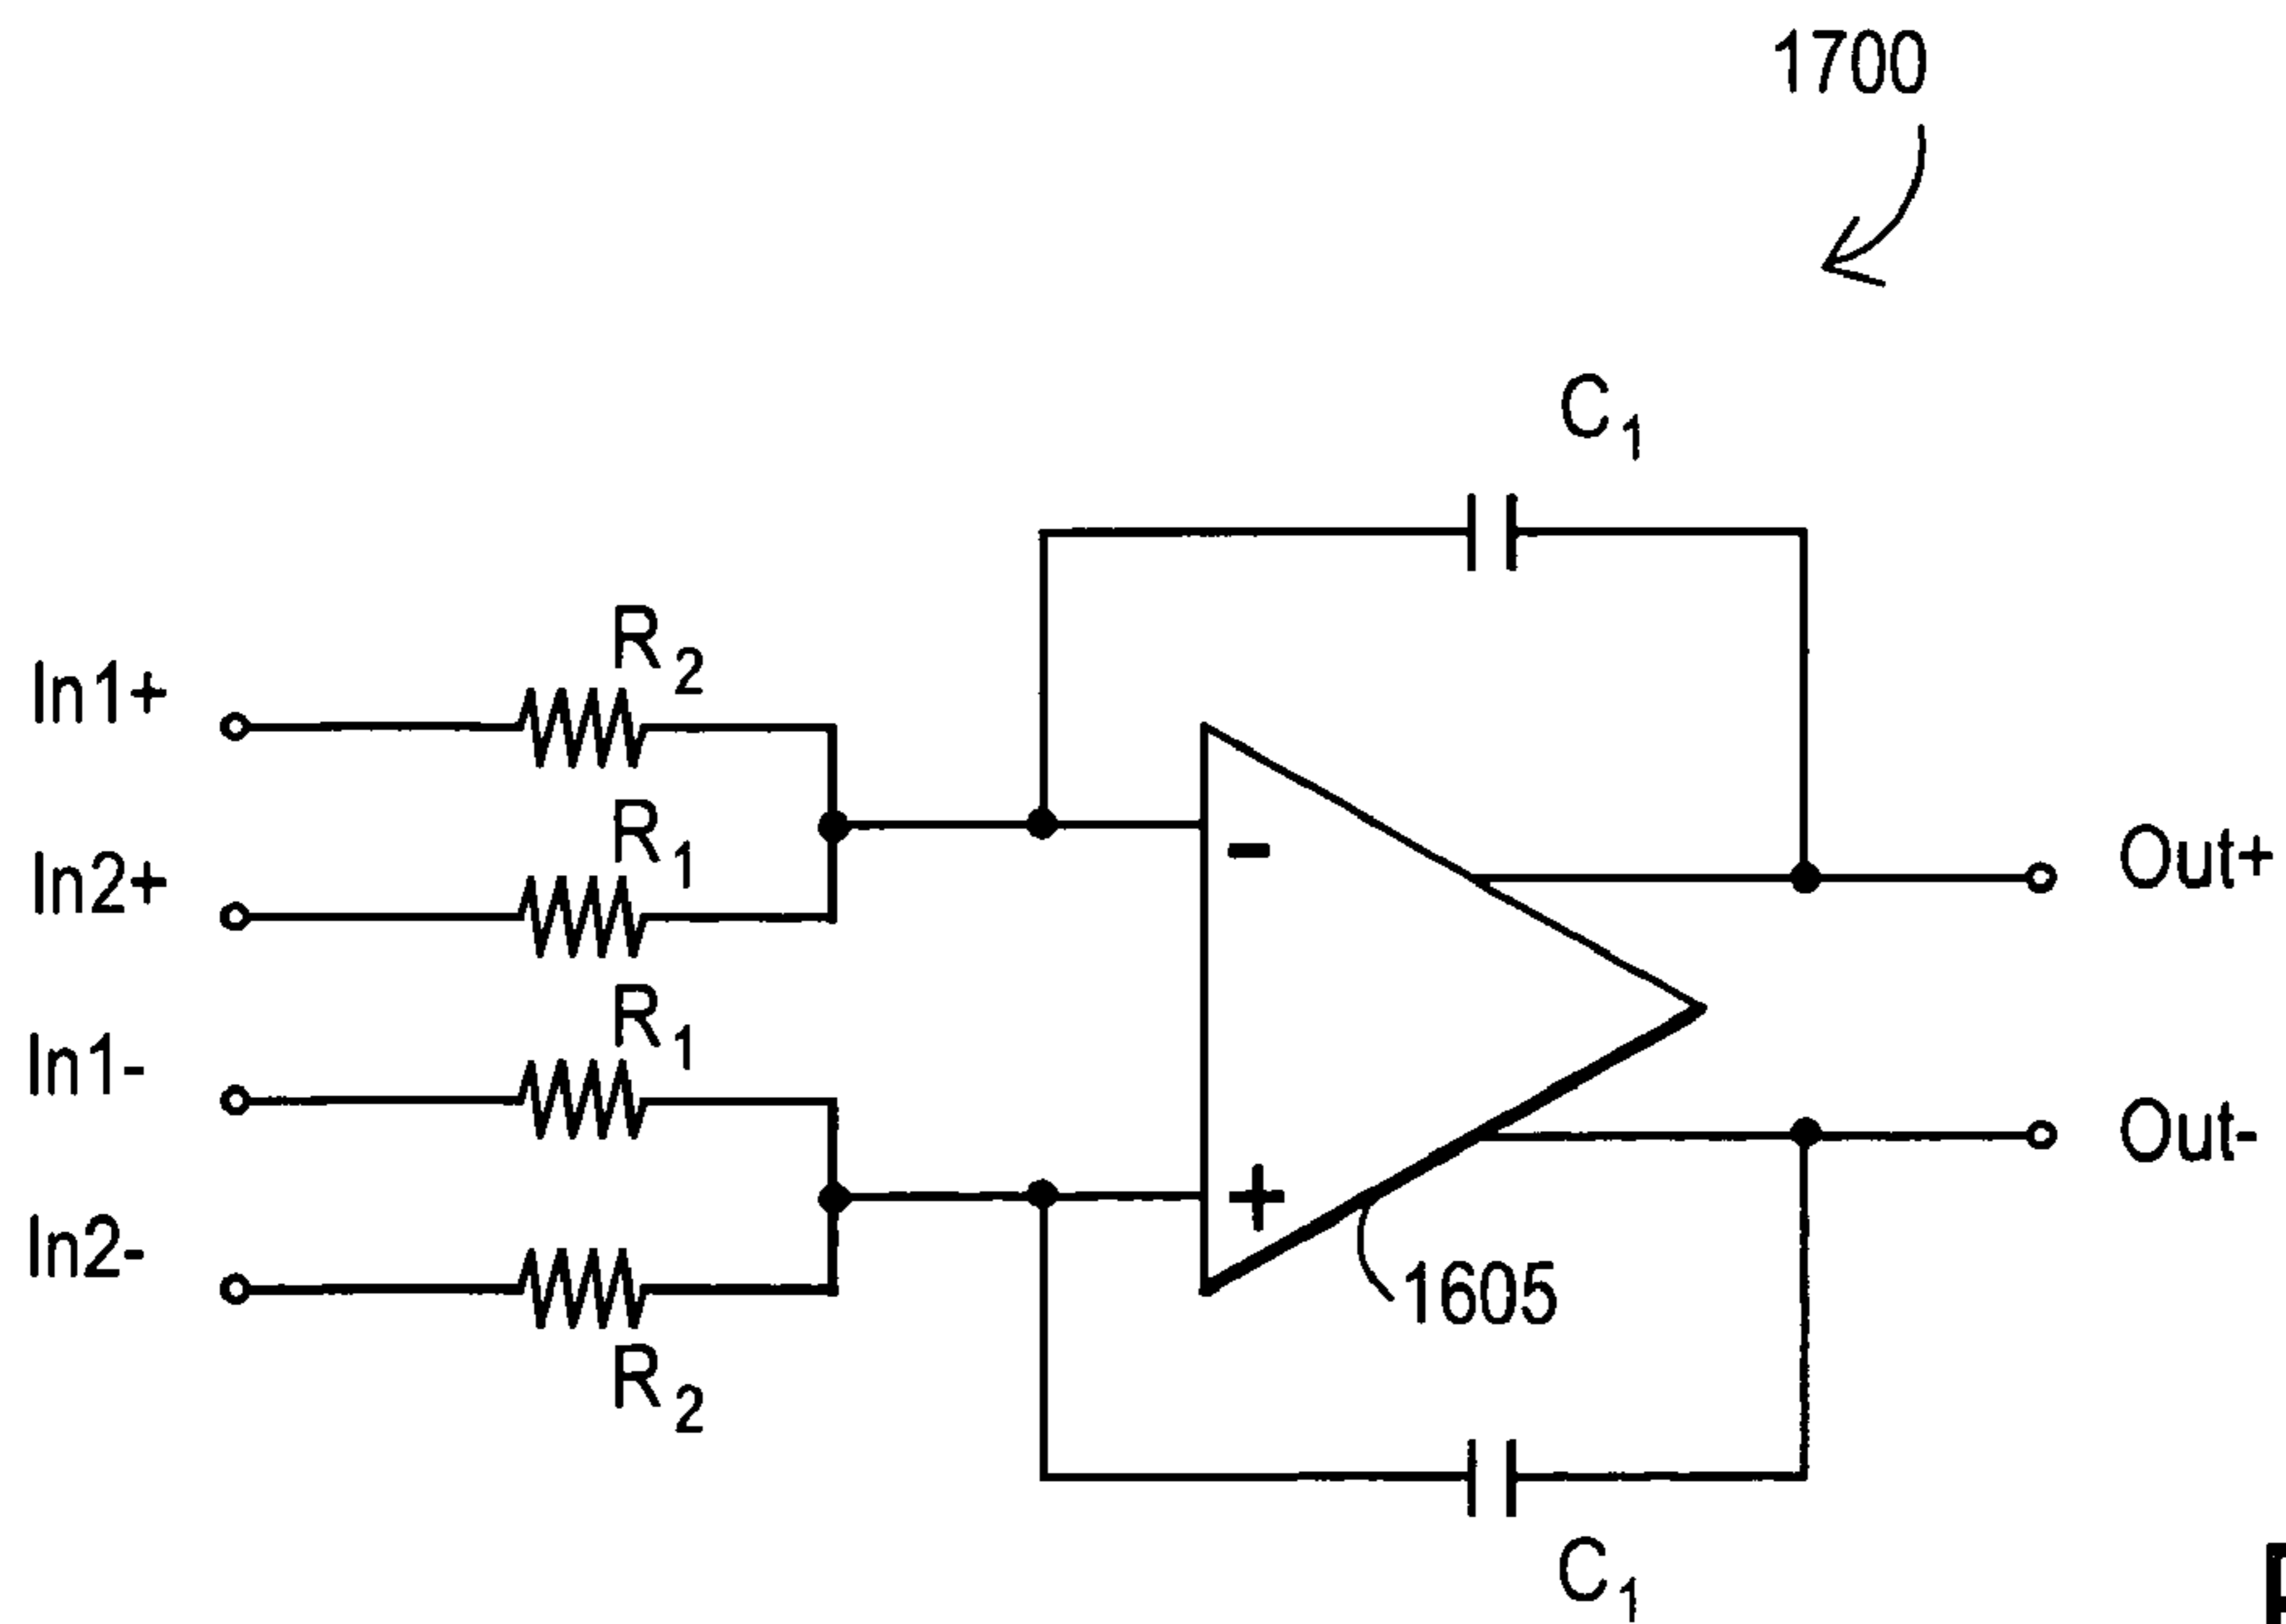 1700
C1
R2
In1+
R1
In2+
Out+
R1
In1-
Out-
In2-
1605
R2
C1